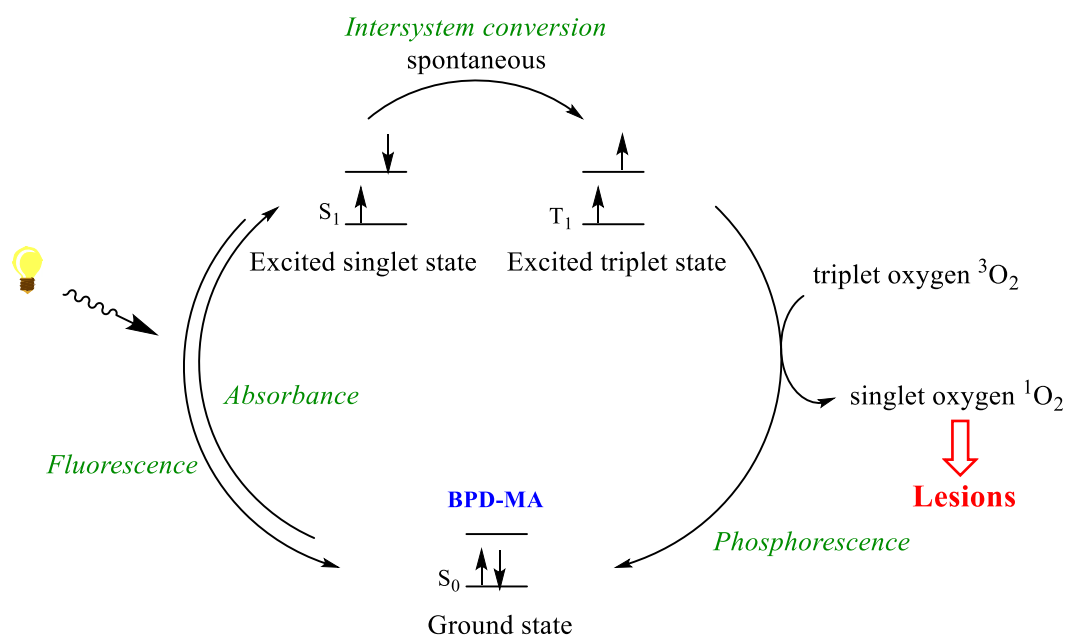 Intersystem conversion
spontaneous
S₁
T₁
Excited singlet state
Excited triplet state
triplet oxygen ³O₂
Absorbance
singlet oxygen ¹O₂
Fluorescence
BPD-MA
Lesions
Phosphorescence
S₀
Ground state